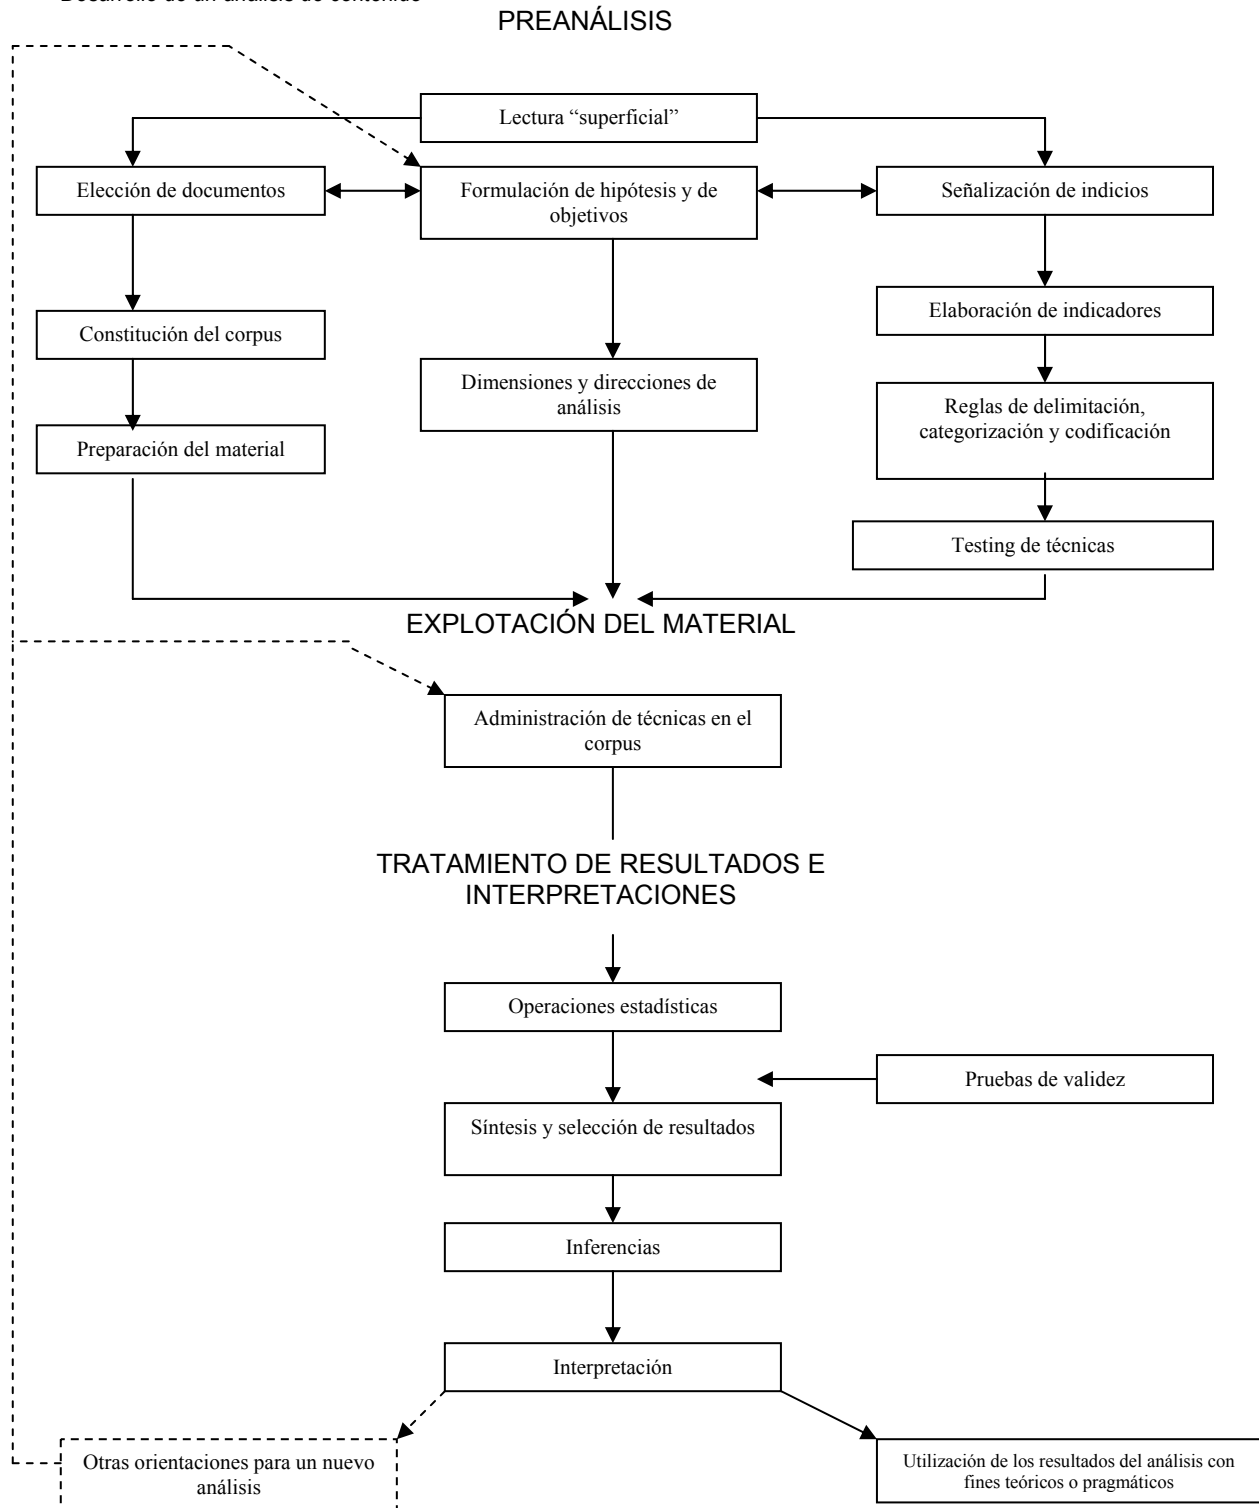 Desarrollo de un análisis de contenido
PREANÁLISIS
Lectura “superficial”
Elección de documentos
Formulación de hipótesis y de
objetivos
Señalización de indicios
Constitución del corpus
Elaboración de indicadores
Dimensiones y direcciones de
análisis
Reglas de delimitación,
categorización y codificación
Preparación del material
Testing de técnicas
EXPLOTACIÓN DEL MATERIAL
Administración de técnicas en el
corpus
TRATAMIENTO DE RESULTADOS E
INTERPRETACIONES
Operaciones estadísticas
Pruebas de validez
Síntesis y selección de resultados
Inferencias
Interpretación
Otras orientaciones para un nuevo
análisis
Utilización de los resultados del análisis con
fines teóricos o pragmáticos